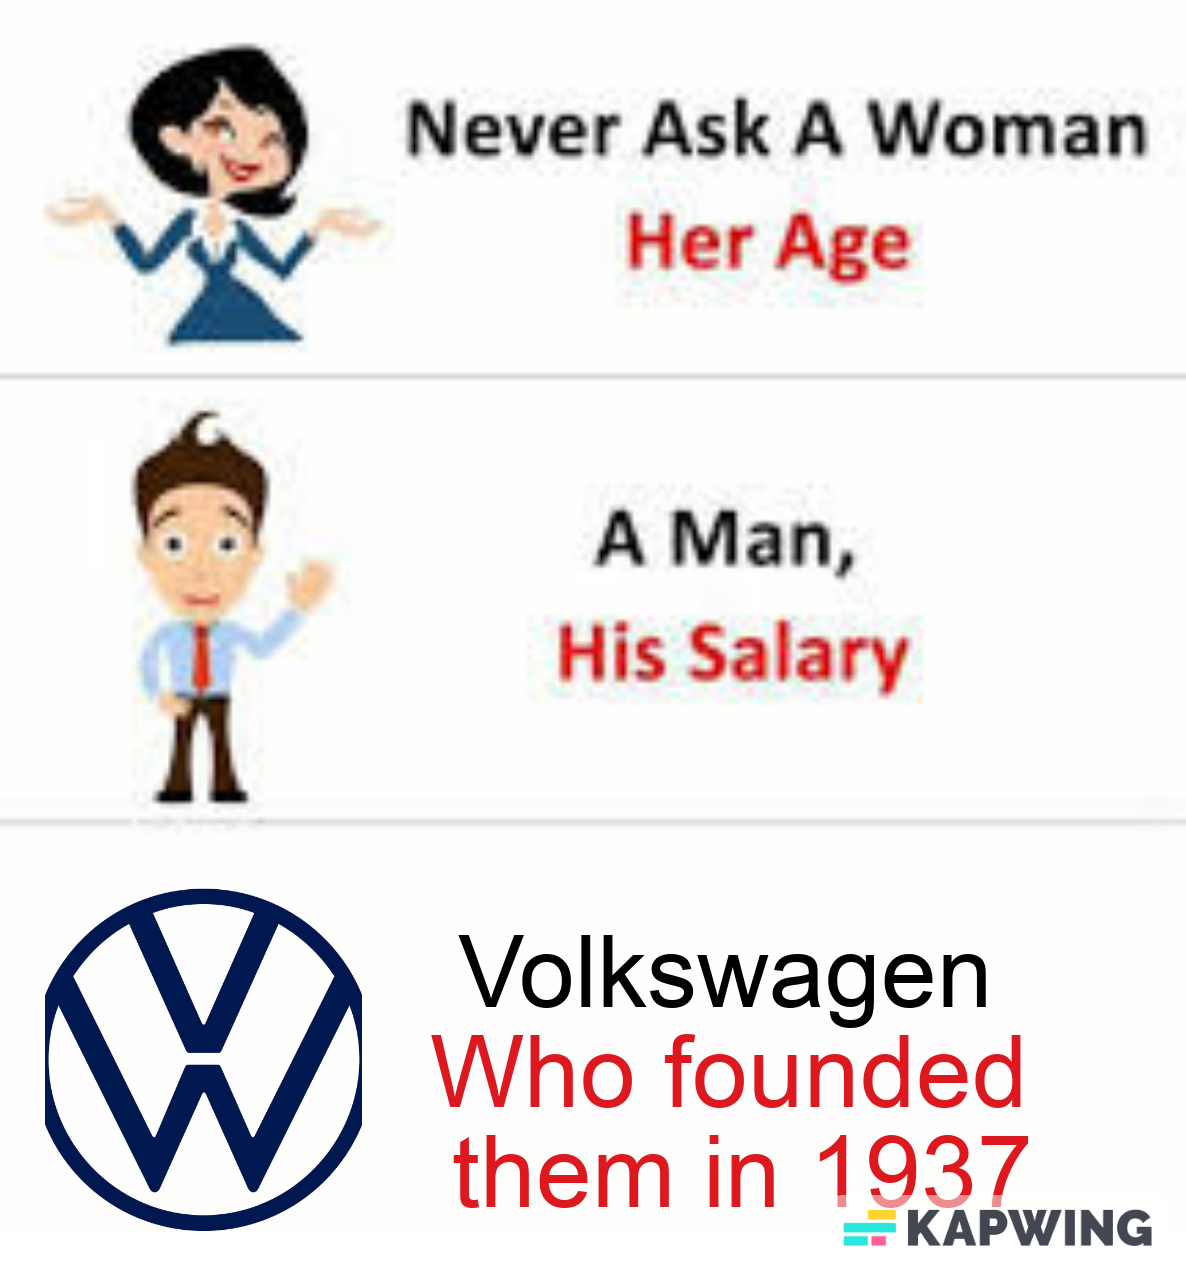 Never Ask A Woman
Her Age
A Man,
His Salary
Volkswagen
Who founded
them in 1937
KAPWING